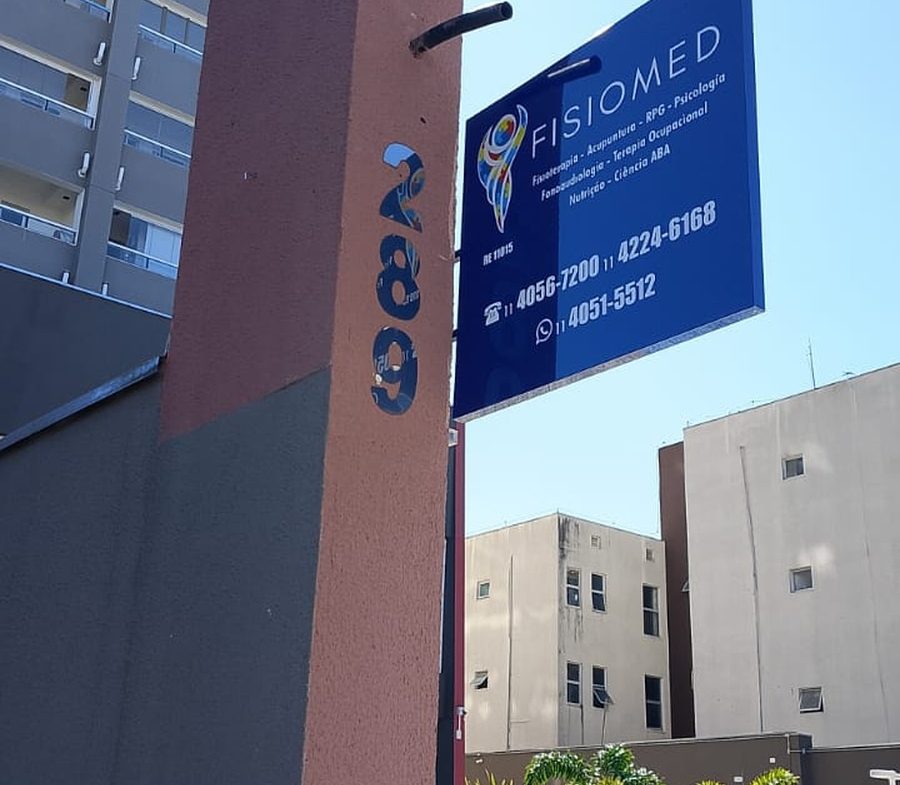 289
FISIOMED
Fisioterapia - Acupuntura - RPG - Psicologia
Fonoaudiologia - Terapia Ocupacional
Nutrição - Ciência ABA
RE 11015
11 4056-7200 11 4224-6168
11 4051-5512